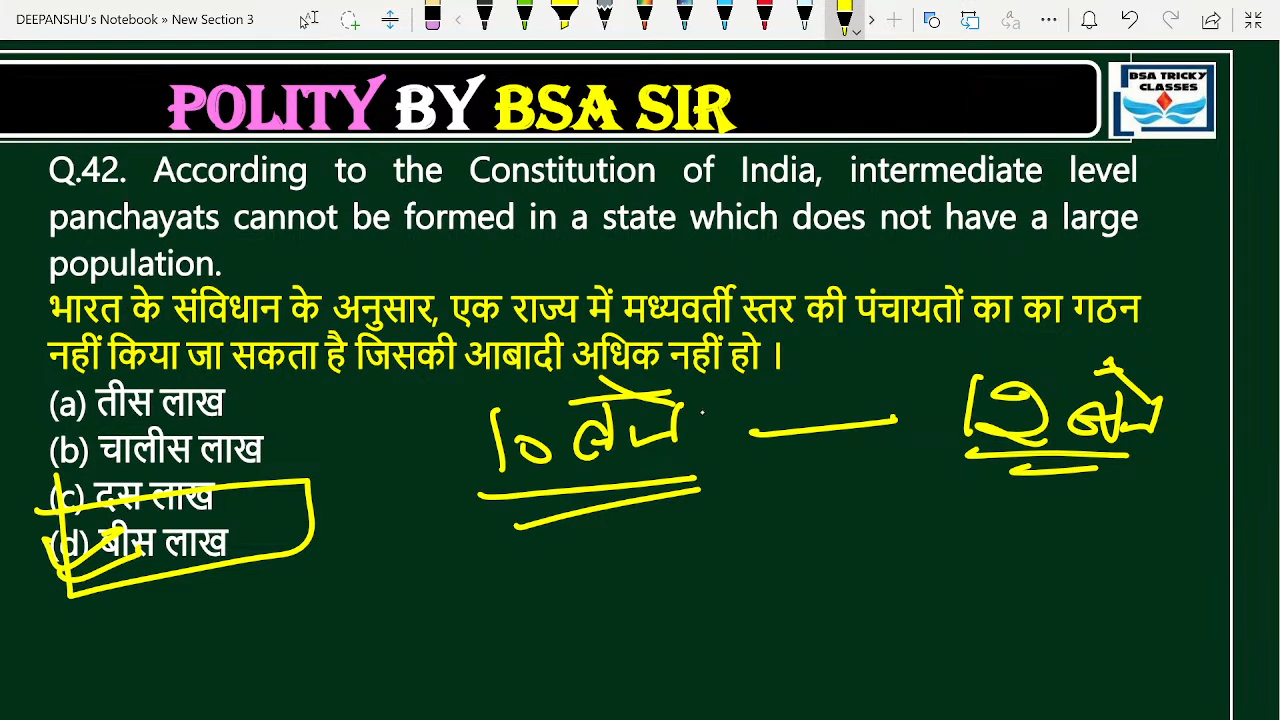 DEEPANSHU's Notebook » New Section 3
POLITY BY BSA SIR
BSA TRICKY
CLASSES
Q.42. According to the Constitution of India, intermediate level
panchayats cannot be formed in a state which does not have a large
population.
भारत के संविधान के अनुसार, एक राज्य में मध्यवर्ती स्तर की पंचायतों का का गठन
नहीं किया जा सकता है जिसकी आबादी अधिक नहीं हो ।
(a) तीस लाख
(b) चालीस लाख
(c) दस लाख
(d) बीस लाख
10
12